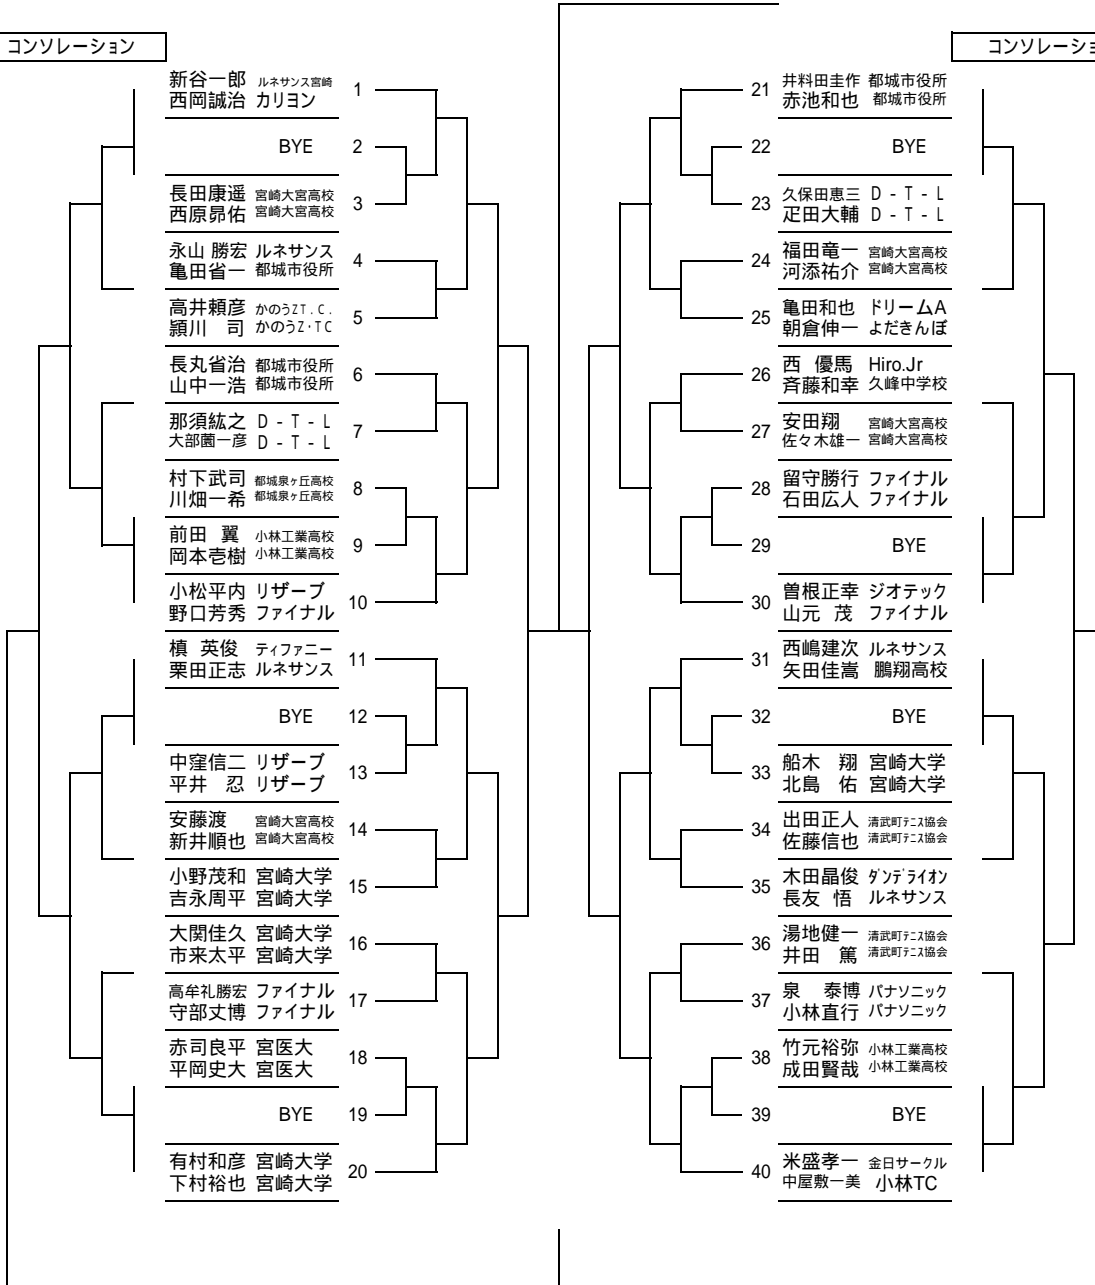 コンソレーション
新谷一郎 ルネサンス宮崎
西岡誠治 カリヨン 1
BYE 2
長田康遥 宮崎大宮高校
西原昴佑 宮崎大宮高校 3
永山 勝宏 ルネサンス
亀田省一 都城市役所 4
高井頼彦 かのうZT.C.
頴川 司 かのうZ・TC 5
長丸省治 都城市役所
山中一浩 都城市役所 6
那須紘之 D - T - L
大部薗一彦 D - T - L 7
村下武司 都城泉ヶ丘高校
川畑一希 都城泉ヶ丘高校 8
前田 翼 小林工業高校
岡本壱樹 小林工業高校 9
小松平内 リザーブ
野口芳秀 ファイナル 10
槙 英俊 ティファニー
栗田正志 ルネサンス 11
BYE 12
中窪信二 リザーブ
平井 忍 リザーブ 13
安藤渡 宮崎大宮高校
新井順也 宮崎大宮高校 14
小野茂和 宮崎大学
吉永周平 宮崎大学 15
大関佳久 宮崎大学
市来太平 宮崎大学 16
高牟礼勝宏 ファイナル
守部丈博 ファイナル 17
赤司良平 宮医大
平岡史大 宮医大 18
BYE 19
有村和彦 宮崎大学
下村裕也 宮崎大学 20
コンソレーショ
21 井料田圭作 都城市役所
赤池和也 都城市役所
22 BYE
23 久保田恵三 D - T - L
疋田大輔 D - T - L
24 福田竜一 宮崎大宮高校
河添祐介 宮崎大宮高校
25 亀田和也 ドリームA
朝倉伸一 よだきんぼ
26 西 優馬 Hiro.Jr
斉藤和幸 久峰中学校
27 安田翔 宮崎大宮高校
佐々木雄一 宮崎大宮高校
28 留守勝行 ファイナル
石田広人 ファイナル
29 BYE
30 曽根正幸 ジオテック
山元 茂 ファイナル
31 西嶋建次 ルネサンス
矢田佳嵩 鵬翔高校
32 BYE
33 船木 翔 宮崎大学
北島 佑 宮崎大学
34 出田正人 清武町テニス協会
佐藤信也 清武町テニス協会
35 木田晶俊 ダンデライオン
長友 悟 ルネサンス
36 湯地健一 清武町テニス協会
井田 篤 清武町テニス協会
37 泉 泰博 パナソニック
小林直行 パナソニック
38 竹元裕弥 小林工業高校
成田賢哉 小林工業高校
39 BYE
40 米盛孝一 金日サークル
中屋敷一美 小林TC